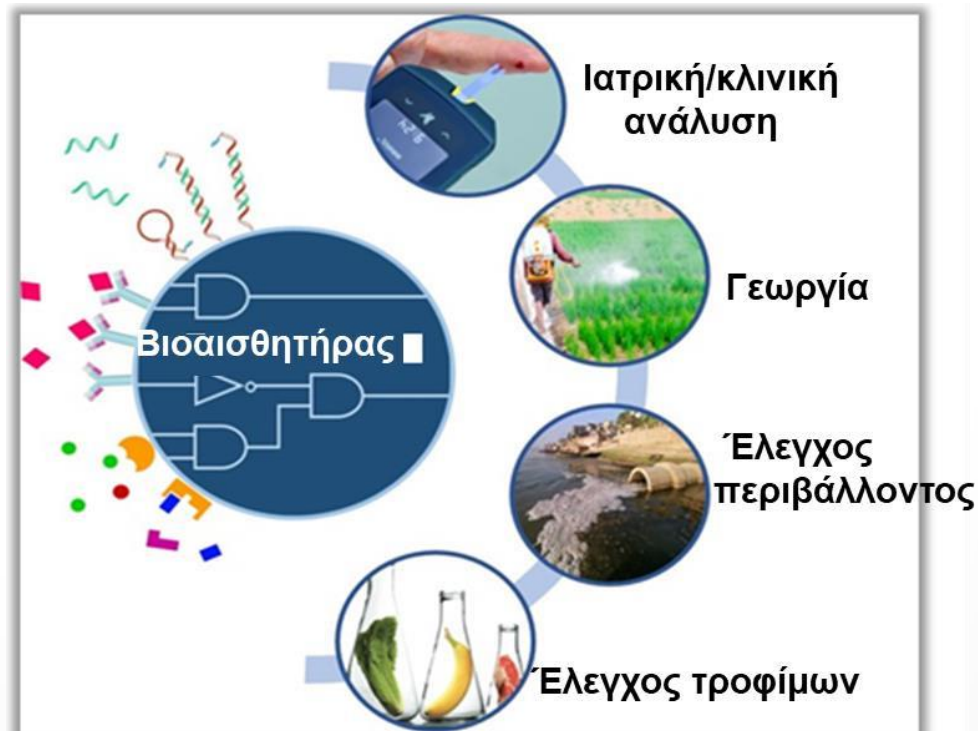 Ιατρική/κλινική
ανάλυση
Γεωργία
Βιοαισθητήρας
Έλεγχος
περιβάλλοντος
Έλεγχος τροφίμων